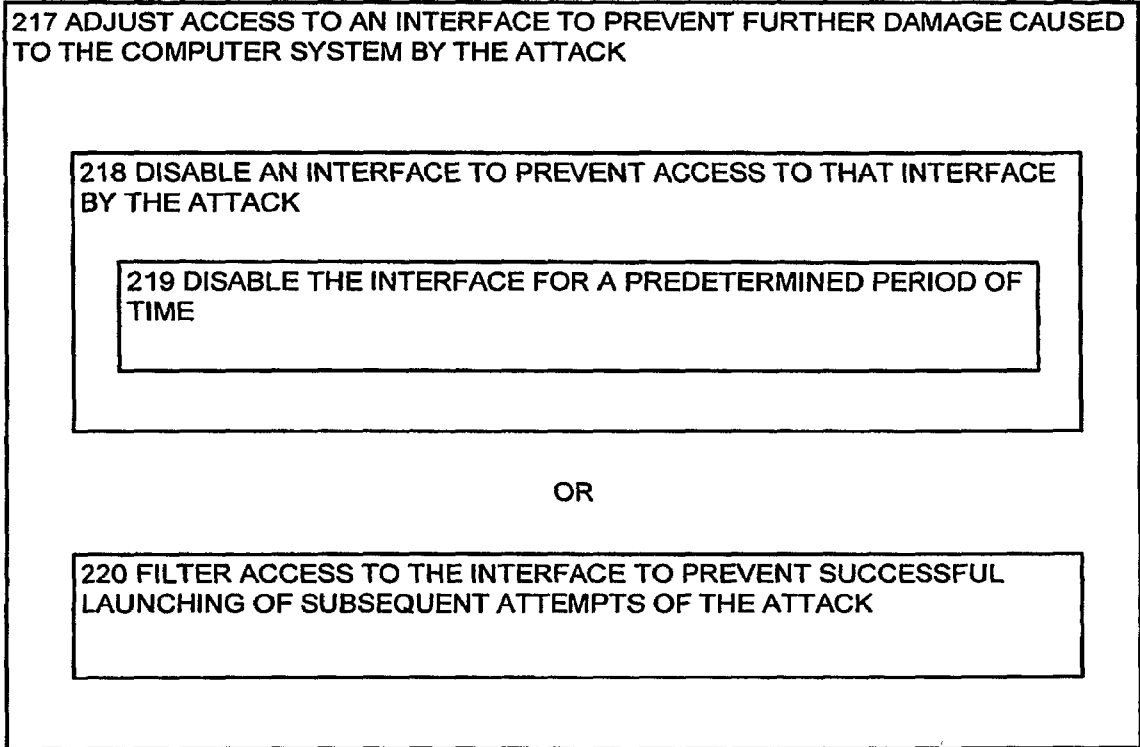 217 ADJUST ACCESS TO AN INTERFACE TO PREVENT FURTHER DAMAGE CAUSED
TO THE COMPUTER SYSTEM BY THE ATTACK
218 DISABLE AN INTERFACE TO PREVENT ACCESS TO THAT INTERFACE
BY THE ATTACK
219 DISABLE THE INTERFACE FOR A PREDETERMINED PERIOD OF
TIME
OR
220 FILTER ACCESS TO THE INTERFACE TO PREVENT SUCCESSFUL
LAUNCHING OF SUBSEQUENT ATTEMPTS OF THE ATTACK